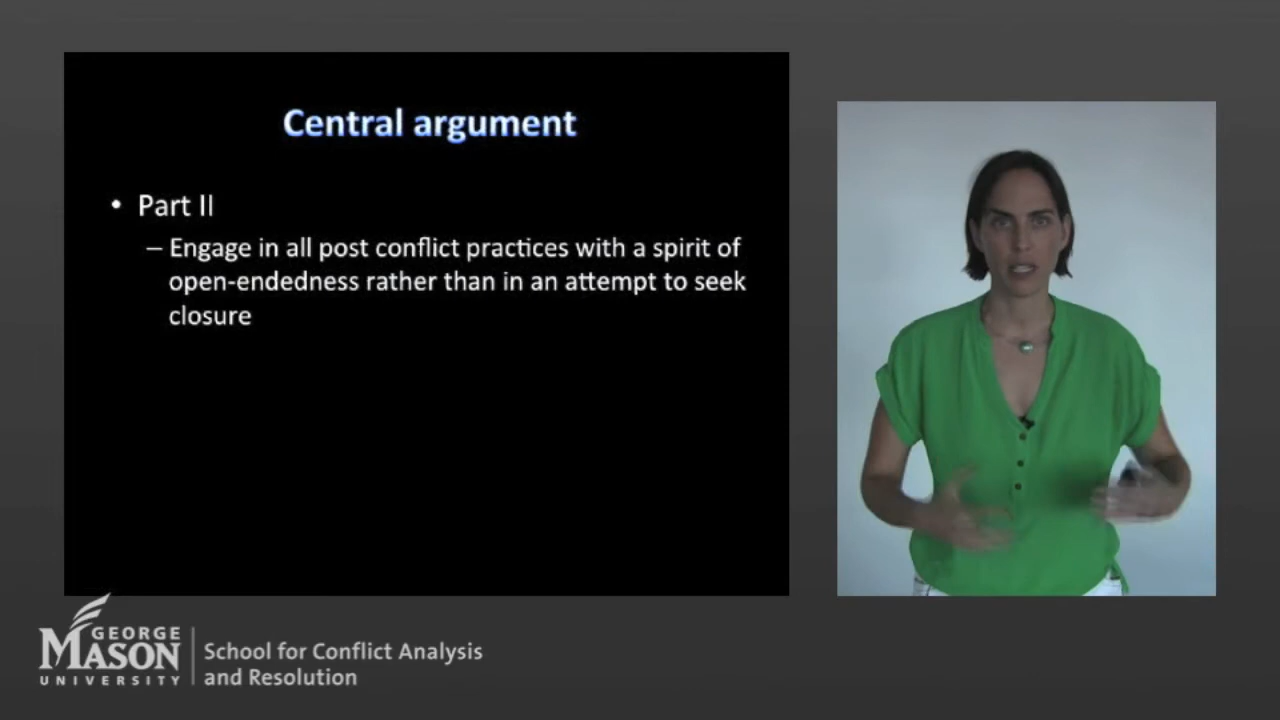 Central argument
• Part II
– Engage in all post conflict practices with a spirit of
open-endedness rather than in an attempt to seek
closure
GEORGE
MASON
UNIVERSITY
School for Conflict Analysis
and Resolution